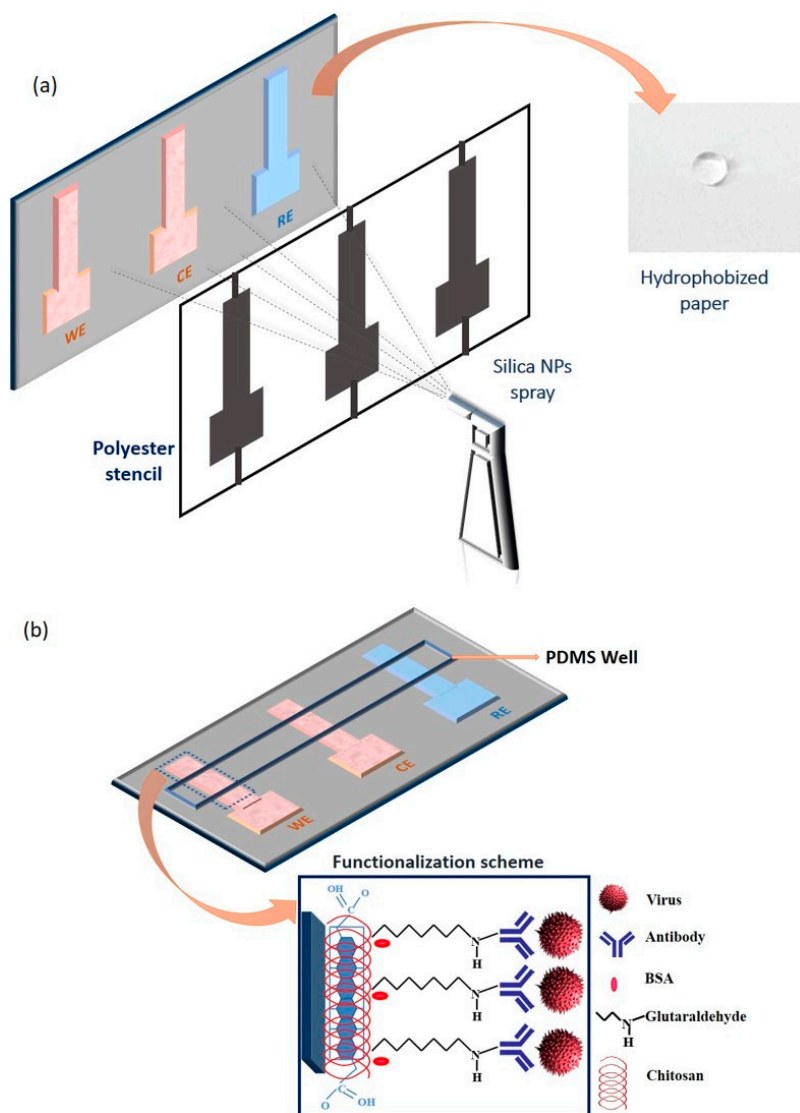 (a)
RE
CE
WE
Hydrophobized
paper
Silica NPs
spray
Polyester
stencil
(b)
PDMS Well
RE
CE
WE
Functionalization scheme
OH
O
C
N
H
N
H
N
H
C
O
OH
Virus
Antibody
BSA
N
H
Glutaraldehyde
Chitosan